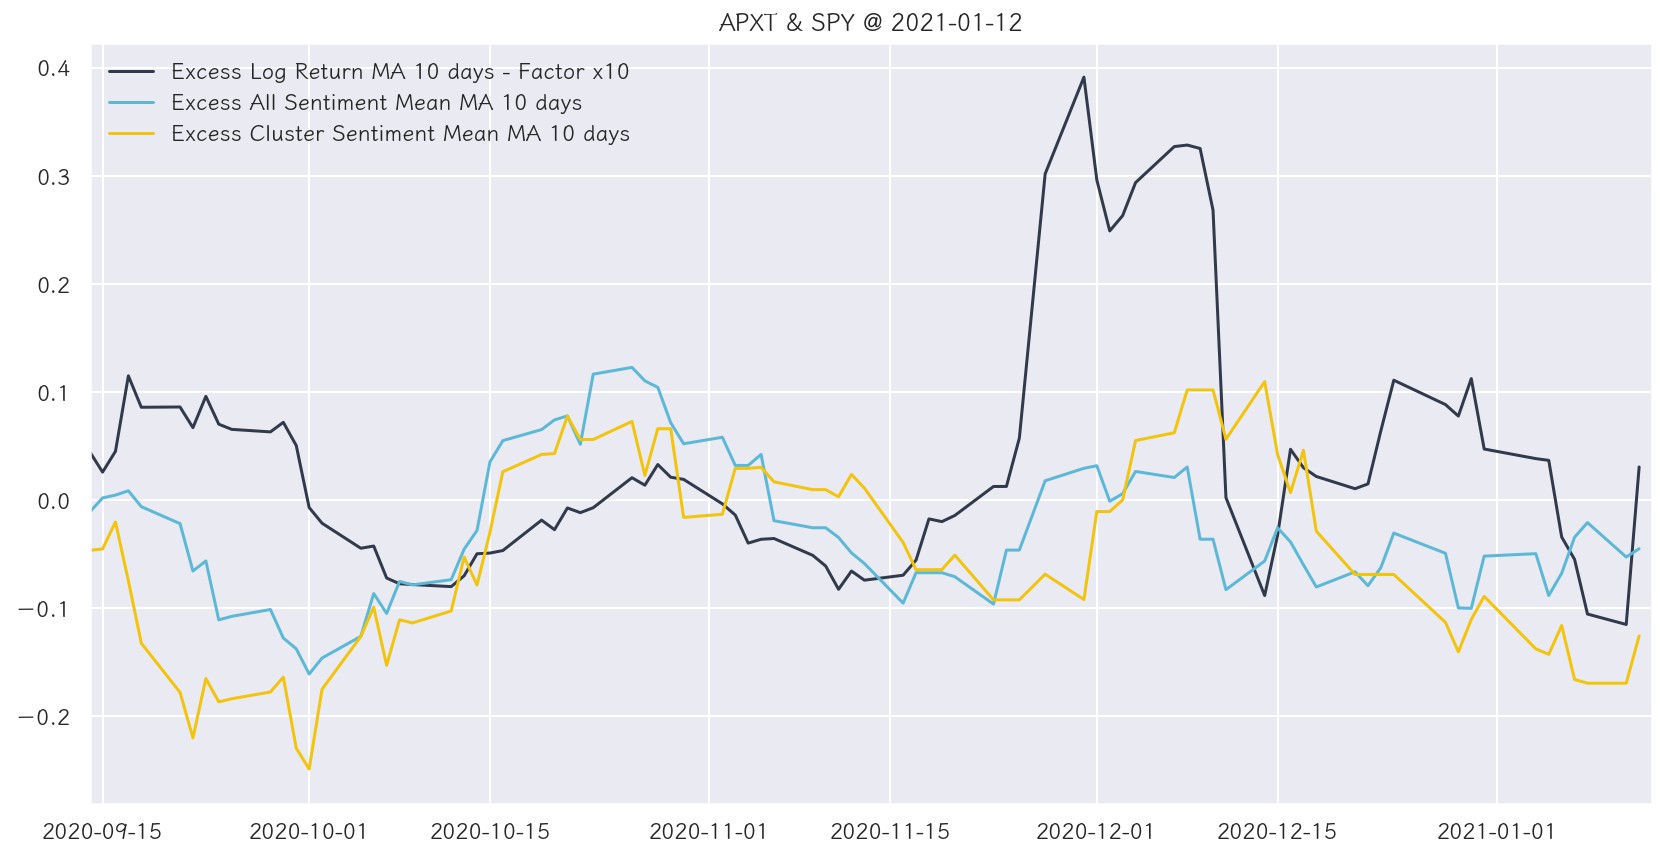 APXT & SPY @ 2021-01-12
Excess Log Return MA 10 days - Factor x10
Excess All Sentiment Mean MA 10 days
Excess Cluster Sentiment Mean MA 10 days
0.4
0.3
0.2
0.1
0.0
−0.1
−0.2
2020-09-15 2020-10-01 2020-10-15 2020-11-01 2020-11-15 2020-12-01 2020-12-15 2021-01-01